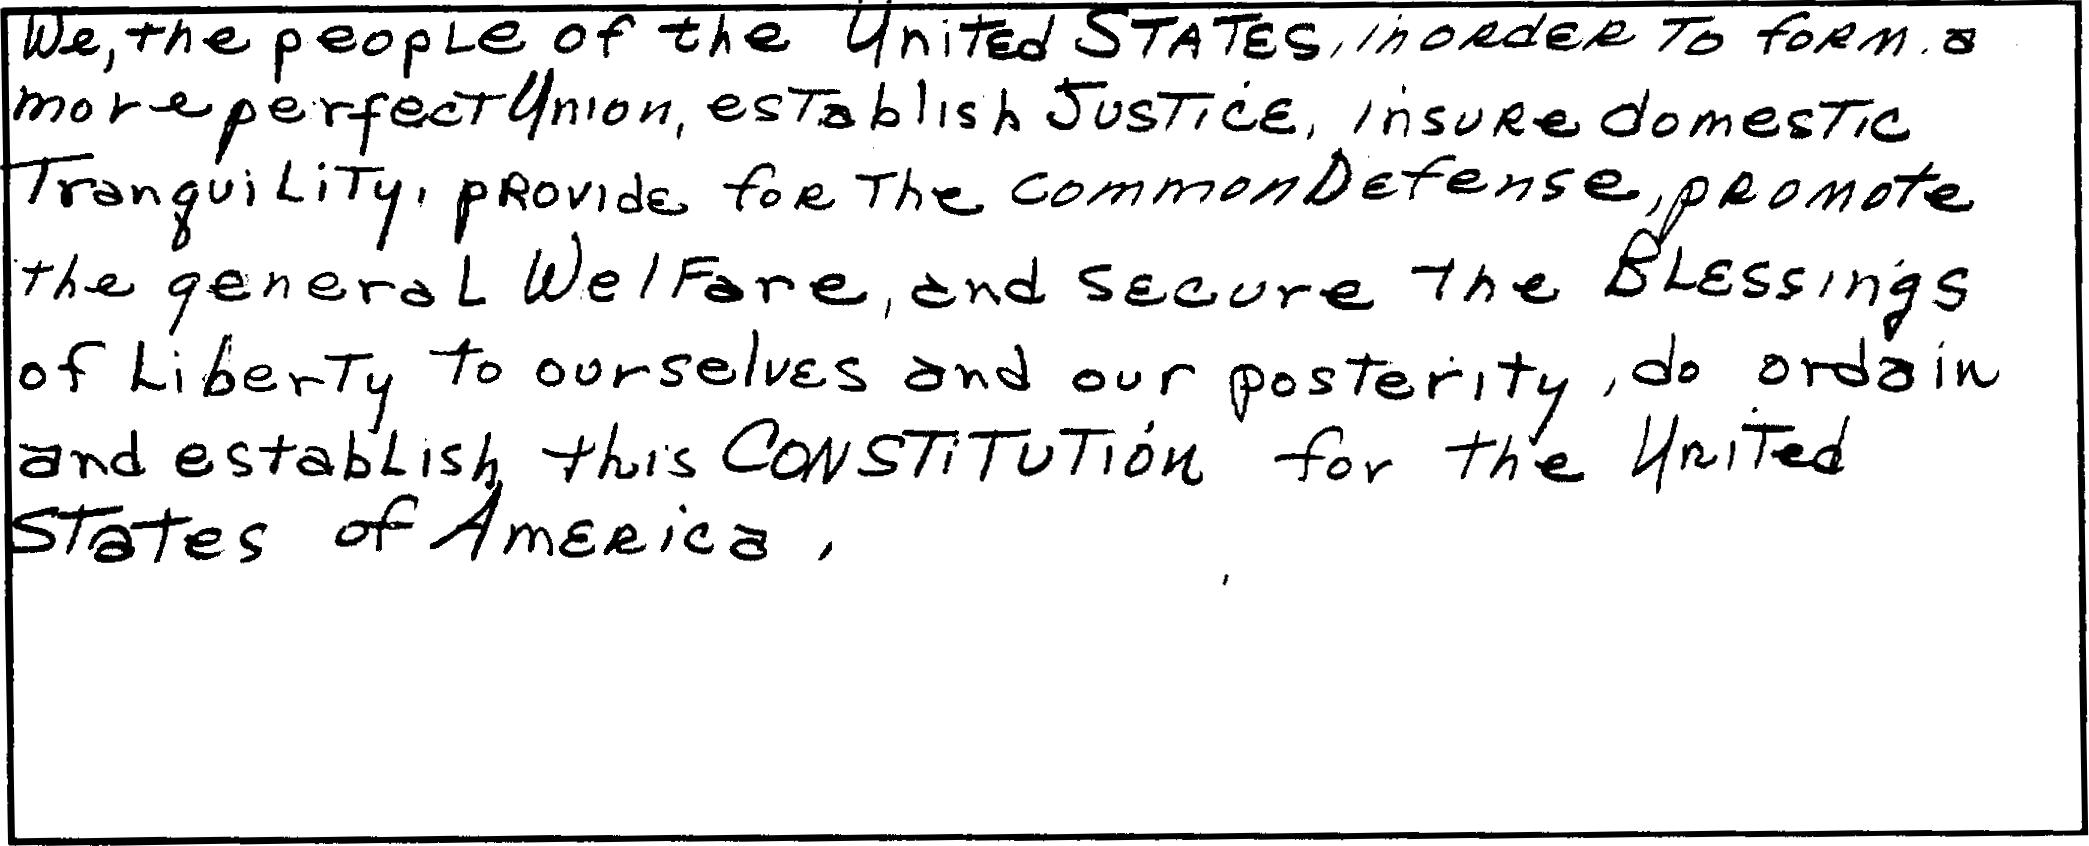 We, the people of the United STATES, in order To form a
more perfect Union, esTablish JUSTICE, insure domesTic
TranquiLiTy, provide for The common Defense, promote
the generaL WelFare, and secure The BLEssings
of Liberty to ourselves and our posterity, do ordain
and establish this CONSTiTUTion for the United
States of America,